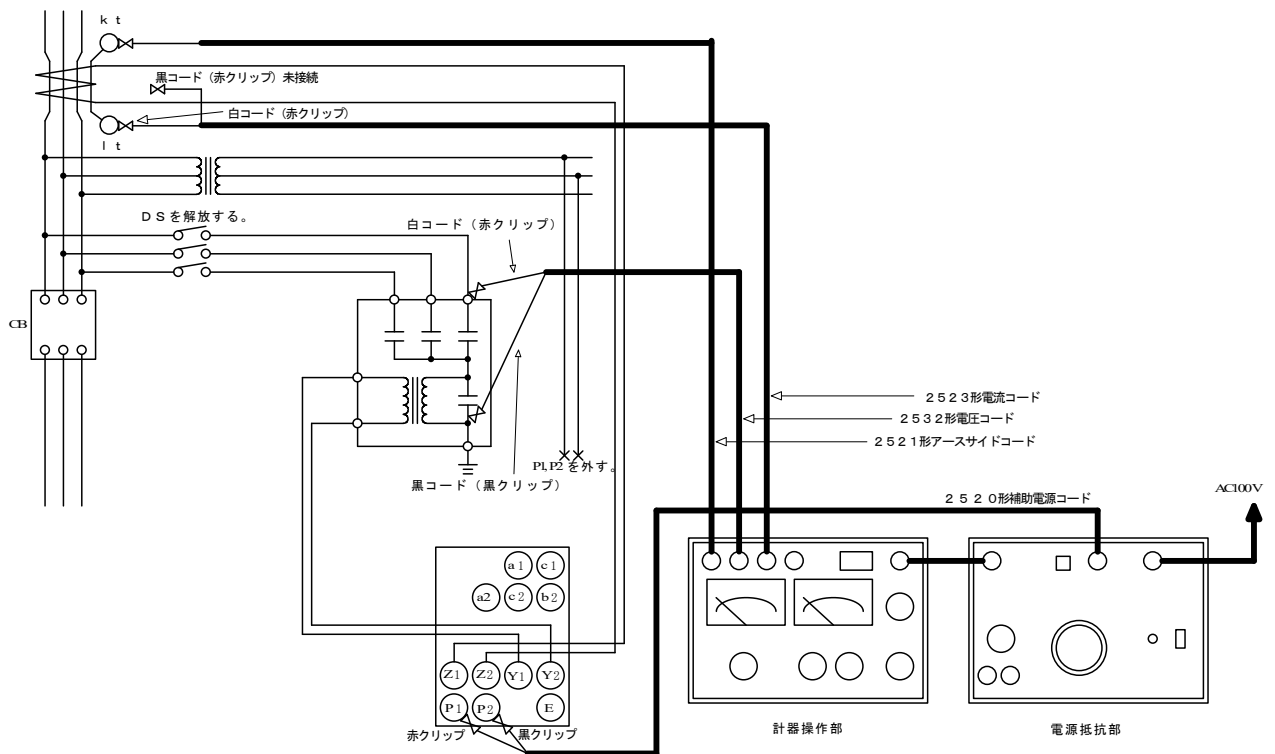 k t
黒コード（赤クリップ）未接続
白コード（赤クリップ）
l t
ＤＳを解放する。
白コード（赤クリップ）
CB
２５２３形電流コード
２５３２形電圧コード
２５２１形アースサイドコード
P1,P2を外す。
黒コード（黒クリップ）
２５２０形補助電源コード
AC100V
a1
c1
a2
c2
b2
Z1
Z2
Y1
Y2
P1
P2
E
赤クリップ
黒クリップ
計器操作部
電源抵抗部